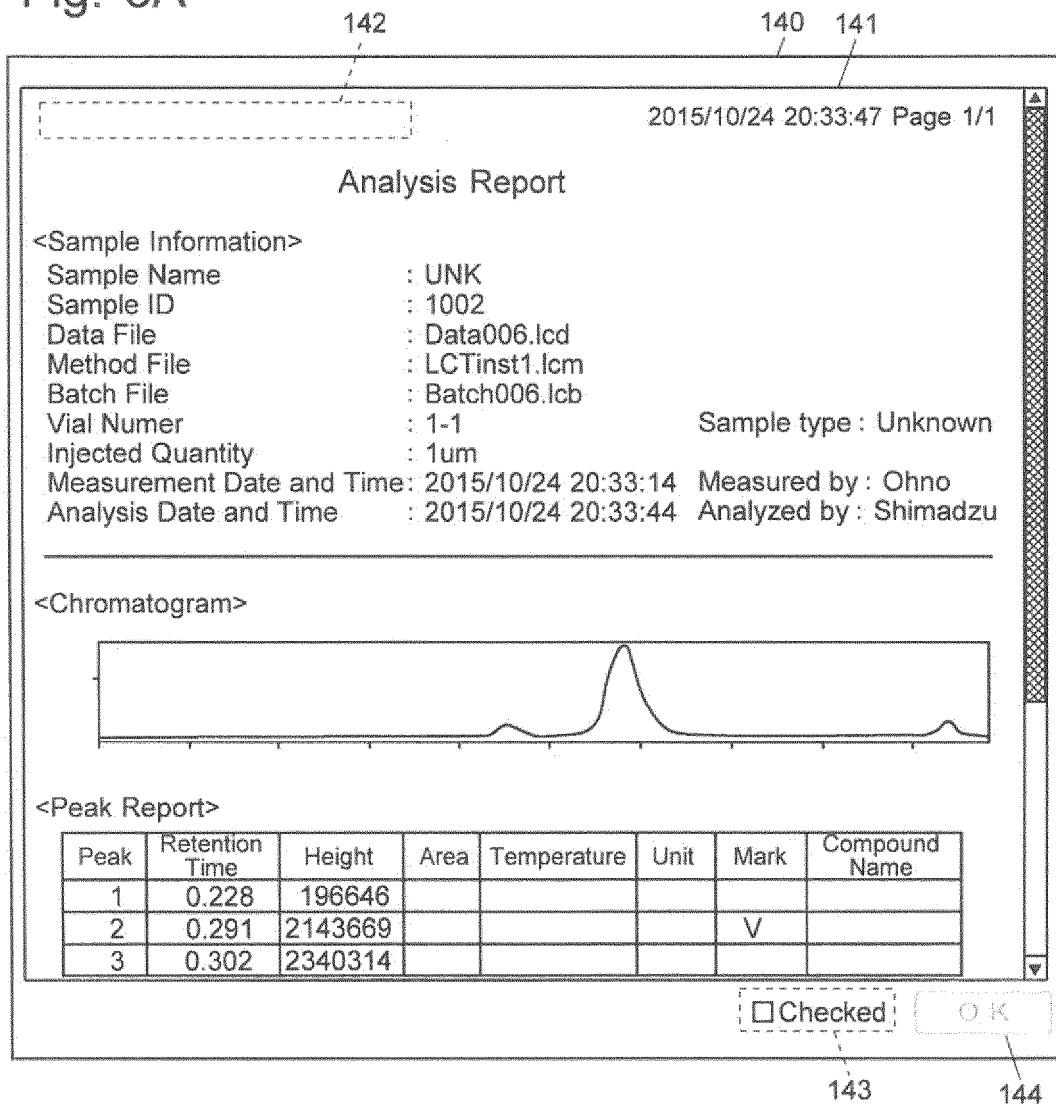 Fig. 6A
142
140 141
2015/10/24 20:33:47 Page 1/1
Analysis Report
<Sample Information>
Sample Name : UNK
Sample ID : 1002
Data File : Data006.lcd
Method File : LCTinst1.lcm
Batch File : Batch006.lcb
Vial Numer : 1-1 Sample type : Unknown
Injected Quantity : 1um
Measurement Date and Time: 2015/10/24 20:33:14 Measured by : Ohno
Analysis Date and Time : 2015/10/24 20:33:44 Analyzed by : Shimadzu
<Chromatogram>
<Peak Report>
Peak Retention Time Height Area Temperature Unit Mark Compound Name
1 0.228 196646
2 0.291 2143669 V
3 0.302 2340314
Checked OK
143 144